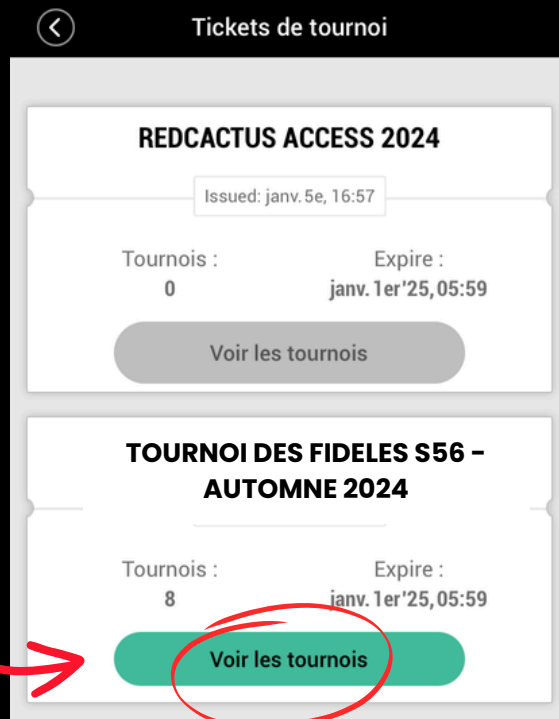 Tickets de tournoi
REDCACTUS ACCESS 2024
Issued: janv. 5e, 16:57
Tournois : Expire :
0 janv. 1er'25, 05:59
Voir les tournois
TOURNOI DES FIDELES S56 -
AUTOMNE 2024
Tournois : Expire :
8 janv. 1er'25, 05:59
Voir les tournois